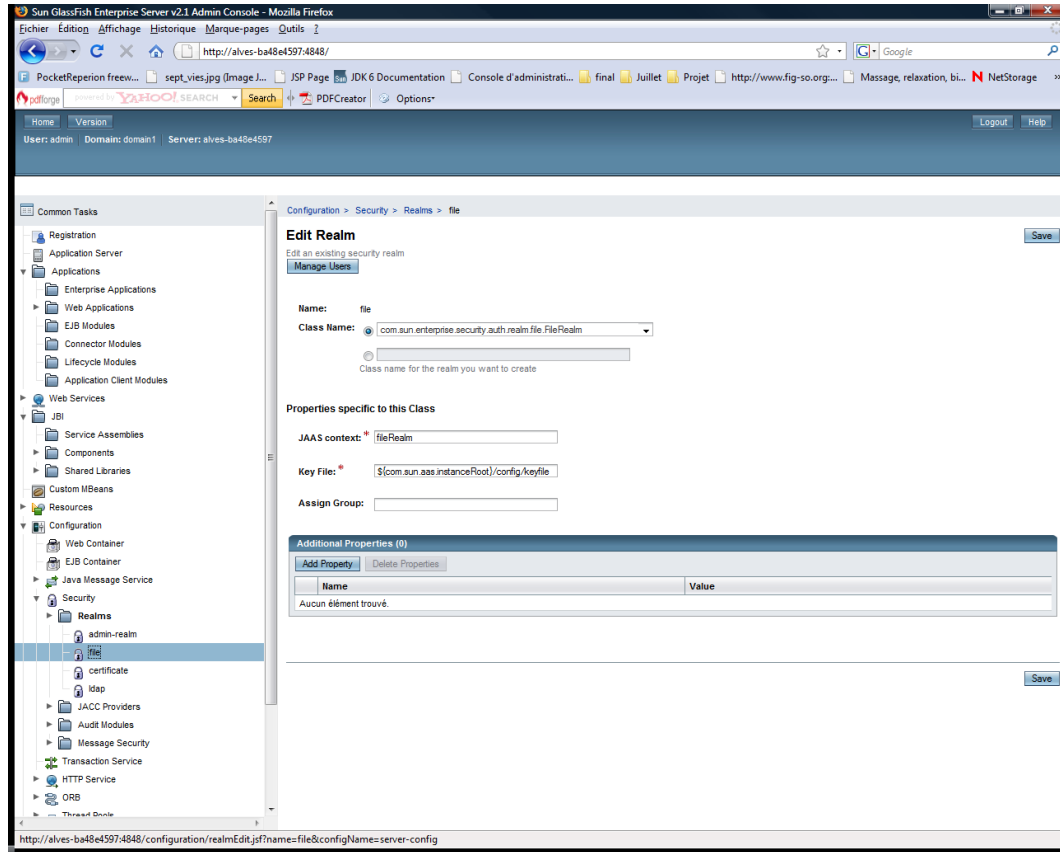 Sun GlassFish Enterprise Server v2.1 Admin Console - Mozilla Firefox
Fichier Édition Affichage Historique Marque-pages Outils ?
http://alves-ba48e4597:4848/ G Google
PocketReperion freew... sept_vies.jpg (Image J... JSP Page JDK 6 Documentation Console d'administrati... final Juillet Projet http://www.fig-so.org:... Massage, relaxation, bi... N NetStorage »
pdfforge powered by YAHOO! SEARCH Search PDFCreator Options
Home Version Logout Help
User: admin Domain: domain1 Server: alves-ba48e4597
Common Tasks
Registration
Application Server
Applications
Enterprise Applications
Web Applications
EJB Modules
Connector Modules
Lifecycle Modules
Application Client Modules
Web Services
JBI
Service Assemblies
Components
Shared Libraries
Custom MBeans
Resources
Configuration
Web Container
EJB Container
Java Message Service
Security
Realms
admin-realm
file
certificate
ldap
JACC Providers
Audit Modules
Message Security
Transaction Service
HTTP Service
ORB
Thread Pools
Configuration > Security > Realms > file
Edit Realm Save
Edit an existing security realm
Manage Users
Name: file
Class Name: com.sun.enterprise.security.auth.realm.file.FileRealm
Class name for the realm you want to create
Properties specific to this Class
JAAS context: * fileRealm
Key File: * ${com.sun.aas.instanceRoot}/config/keyfile
Assign Group:
Additional Properties (0)
Add Property Delete Properties
Name Value
Aucun élément trouvé.
Save
http://alves-ba48e4597:4848/configuration/realmEdit.jsf?name=file&configName=server-config